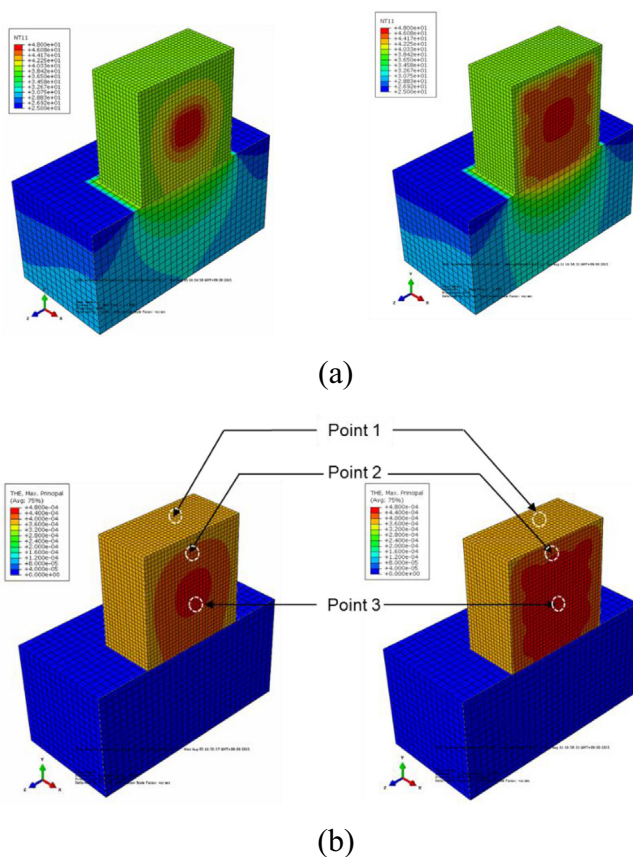 NT11
+4.800e+01
+4.608e+01
+4.417e+01
+4.225e+01
+4.033e+01
+3.842e+01
+3.650e+01
+3.458e+01
+3.267e+01
+3.075e+01
+2.883e+01
+2.692e+01
+2.500e+01
NT11
+4.800e+01
+4.608e+01
+4.417e+01
+4.225e+01
+4.033e+01
+3.842e+01
+3.650e+01
+3.458e+01
+3.267e+01
+3.075e+01
+2.883e+01
+2.692e+01
+2.500e+01
Y
Z
X
Y
Z
X
(a)
Point 1
Point 2
Point 3
THE, Max. Principal
(Avg: 75%)
+4.800e-04
+4.400e-04
+4.000e-04
+3.600e-04
+3.200e-04
+2.800e-04
+2.400e-04
+2.000e-04
+1.600e-04
+1.200e-04
+8.000e-05
+4.000e-05
+0.000e+00
THE, Max. Principal
(Avg: 75%)
+4.800e-04
+4.400e-04
+4.000e-04
+3.600e-04
+3.200e-04
+2.800e-04
+2.400e-04
+2.000e-04
+1.600e-04
+1.200e-04
+8.000e-05
+4.000e-05
+0.000e+00
Y
Z
X
Y
Z
X
(b)